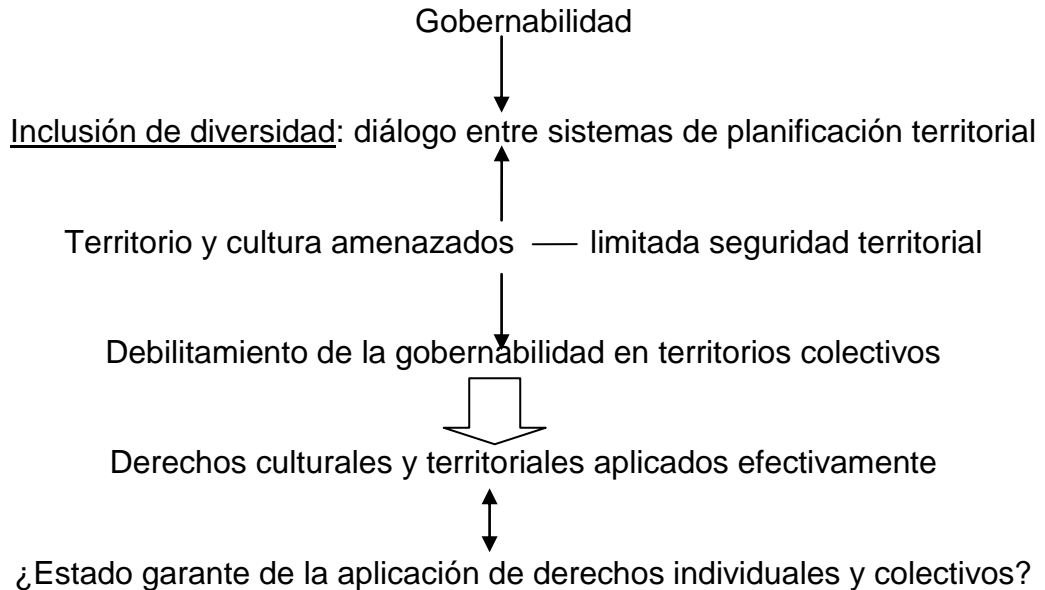 Gobernabilidad
Inclusión de diversidad: diálogo entre sistemas de planificación territorial
Territorio y cultura amenazados — limitada seguridad territorial
Debilitamiento de la gobernabilidad en territorios colectivos
Derechos culturales y territoriales aplicados efectivamente
¿Estado garante de la aplicación de derechos individuales y colectivos?